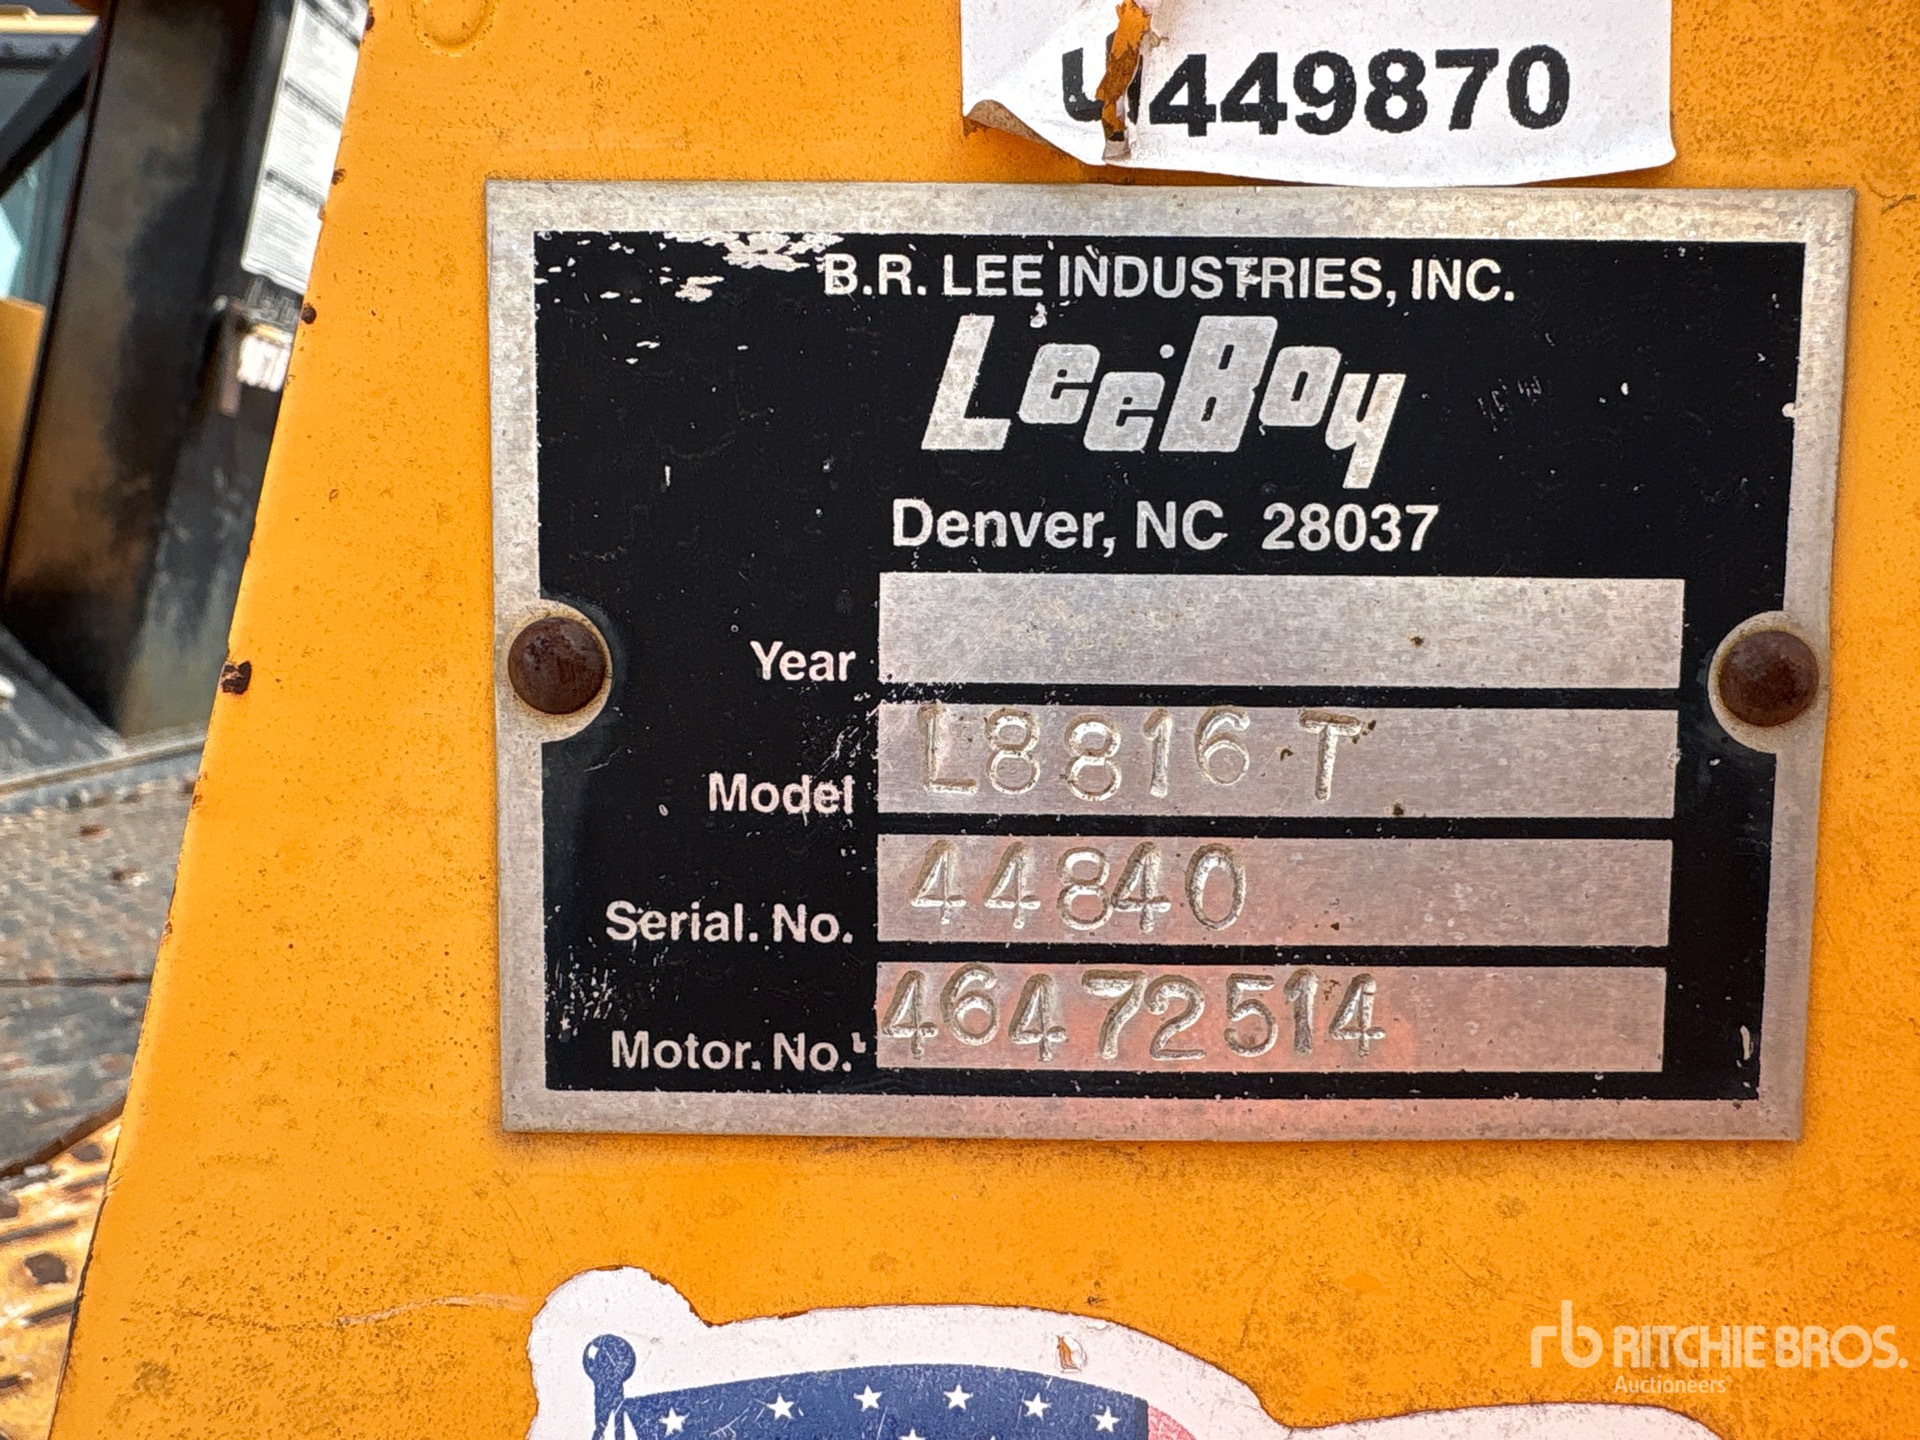 449870
B.R. LEE INDUSTRIES, INC.
LeeBoy
Denver, NC 28037
Year
Model L8816 T
Serial. No. 44840
Motor. No. 46472514
rb RITCHIE BROS.
Auctioneers